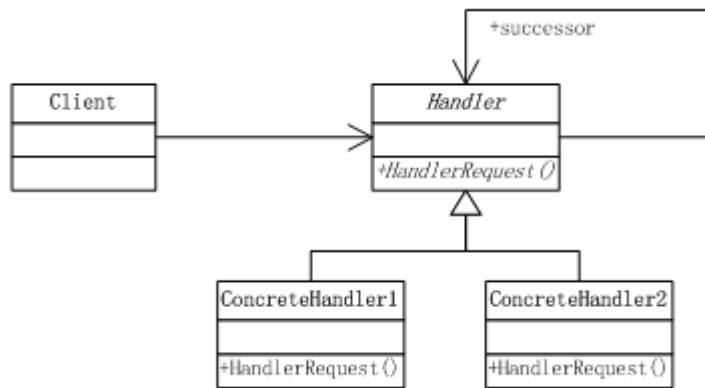 +successor
Client
Handler
+HandlerRequest()
ConcreteHandler1
ConcreteHandler2
+HandlerRequest()
+HandlerRequest()